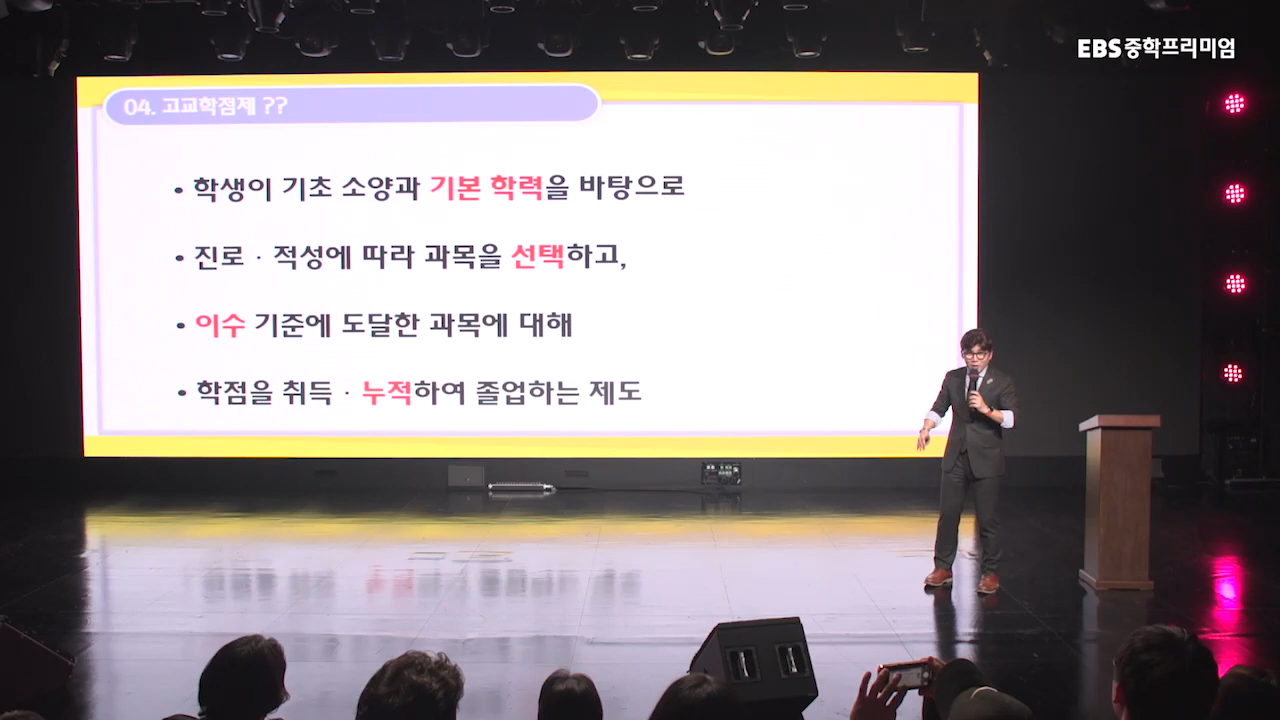 EBS 중학프리미엄
04. 고교학점제 ??
• 학생이 기초 소양과 기본 학력을 바탕으로
• 진로 · 적성에 따라 과목을 선택하고,
• 이수 기준에 도달한 과목에 대해
• 학점을 취득 · 누적하여 졸업하는 제도